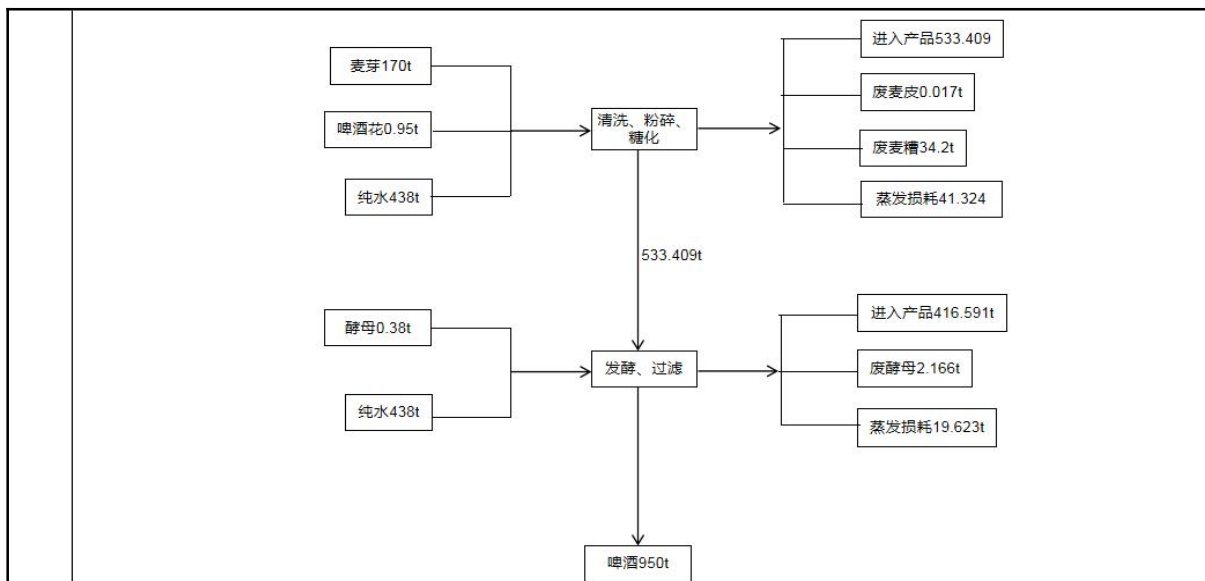 麦芽170t
啤酒花0.95t
纯水438t
清洗、粉碎、
糖化
进入产品533.409
废麦皮0.017t
废麦糟34.2t
蒸发损耗41.324
533.409t
酵母0.38t
纯水438t
发酵、过滤
进入产品416.591t
废酵母2.166t
蒸发损耗19.623t
啤酒950t